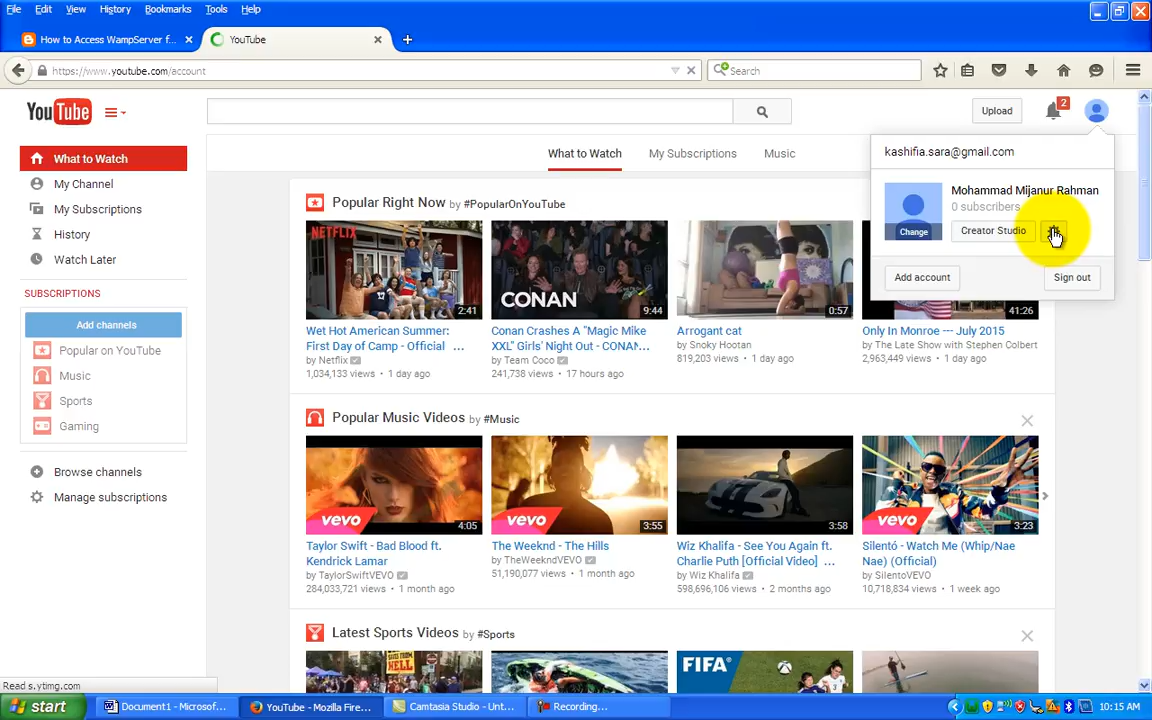 File Edit View History Bookmarks Tools Help
How to Access WampServer f... YouTube
https://www.youtube.com/account Search
YouTube Upload 2
kashifia.sara@gmail.com
Mohammad Mijanur Rahman
0 subscribers
Change
Creator Studio
Add account Sign out
What to Watch
My Channel
My Subscriptions
History
Watch Later
SUBSCRIPTIONS
Add channels
Popular on YouTube
Music
Sports
Gaming
Browse channels
Manage subscriptions
What to Watch My Subscriptions Music
Popular Right Now by #PopularOnYouTube
NETFLIX
2:41
Wet Hot American Summer:
First Day of Camp - Official ...
by Netflix
1,034,133 views • 1 day ago
CONAN
9:44
Conan Crashes A "Magic Mike
XXL" Girls' Night Out - CONAN...
by Team Coco
241,738 views • 17 hours ago
0:57
Arrogant cat
by Snoky Hootan
819,203 views • 1 day ago
41:26
Only In Monroe --- July 2015
by The Late Show with Stephen Colbert
2,963,449 views • 1 day ago
Popular Music Videos by #Music
vevo
4:05
Taylor Swift - Bad Blood ft.
Kendrick Lamar
by TaylorSwiftVEVO
284,033,721 views • 1 month ago
vevo
3:55
The Weeknd - The Hills
by TheWeekndVEVO
51,190,077 views • 1 month ago
3:58
Wiz Khalifa - See You Again ft.
Charlie Puth [Official Video] ...
by Wiz Khalifa
598,696,106 views • 2 months ago
vevo
3:23
Silentó - Watch Me (Whip/Nae
Nae) (Official)
by SilentoVEVO
10,718,834 views • 1 week ago
Latest Sports Videos by #Sports
HELL
FIFA
Read s.ytimg.com
start Document1 - Microsof... YouTube - Mozilla Fire... Camtasia Studio - Unt... Recording... 10:15 AM